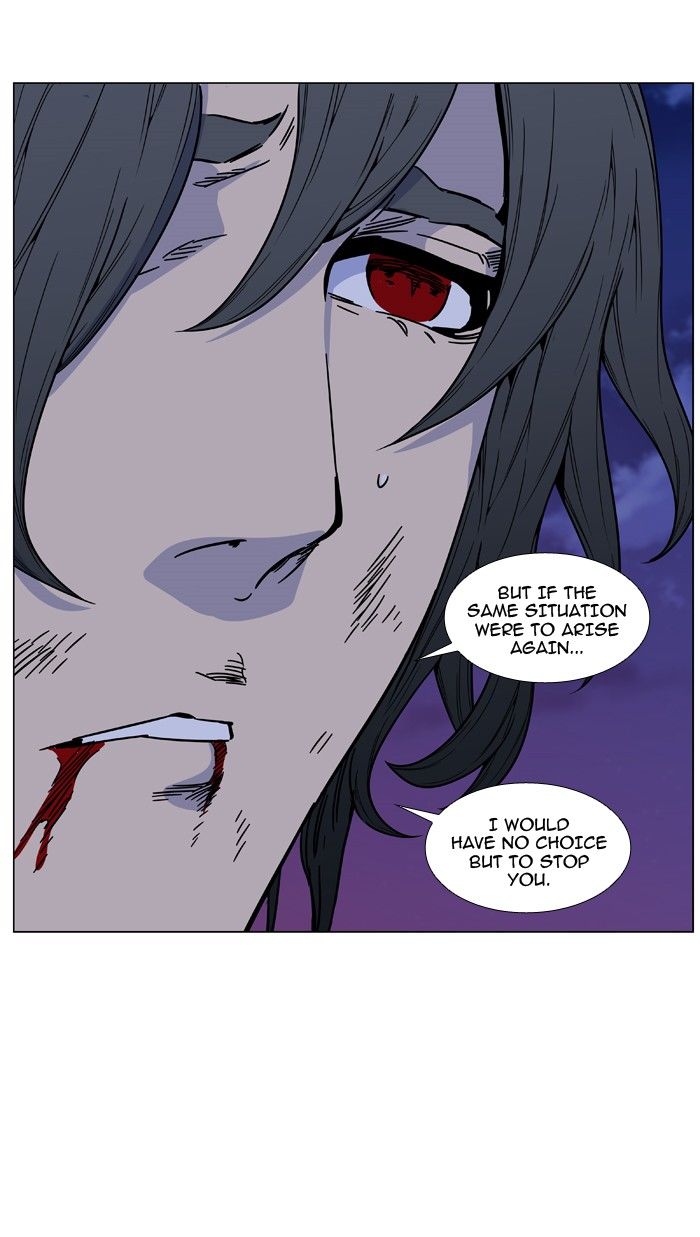 BUT IF THE
SAME SITUATION
WERE TO ARISE
AGAIN...
I WOULD
HAVE NO CHOICE
BUT TO STOP
YOU.